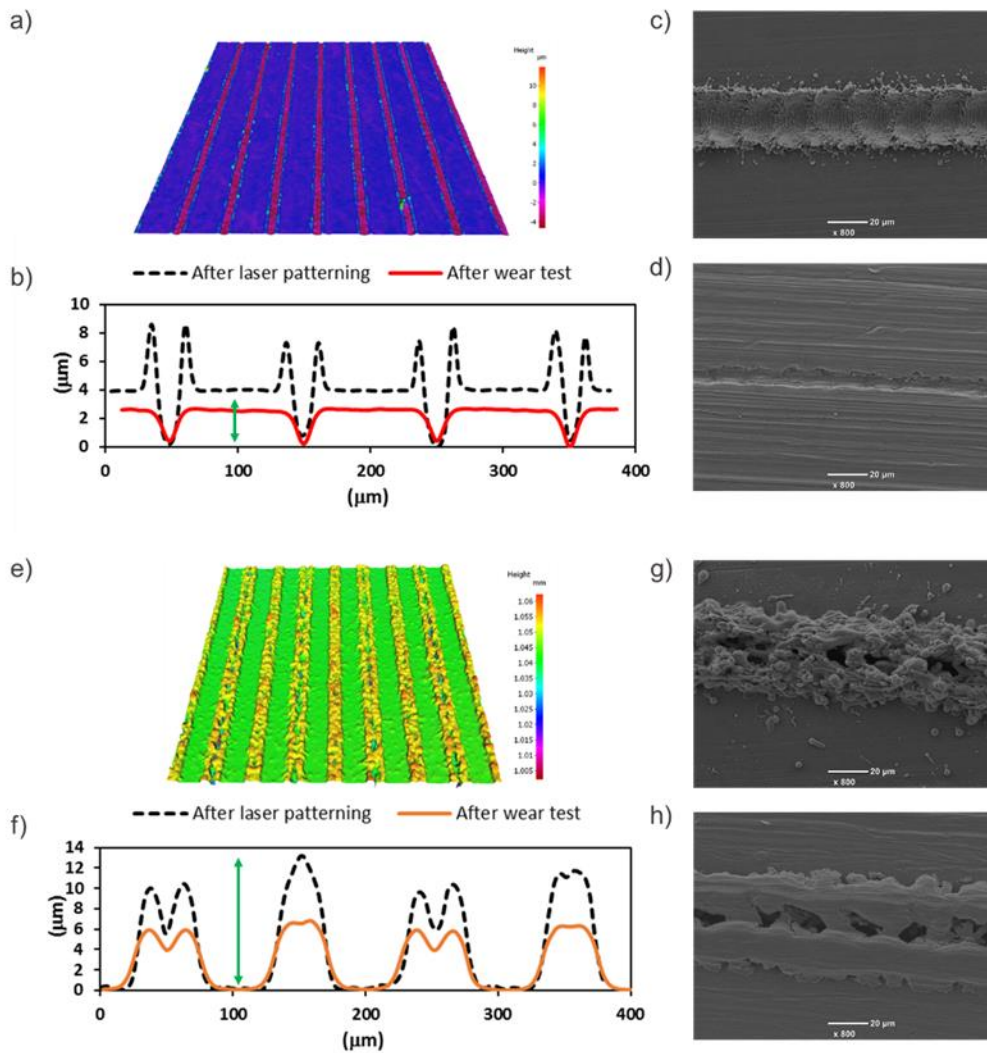 a)
Height
μm
10
8
6
4
2
0
-2
-4
c)
20 μm
x 800
After laser patterning After wear test
b)
10
8
6
4
2
0
(μm)
0 100 200 300 400
(μm)
d)
20 μm
x 800
e)
Height
mm
1.06
1.055
1.05
1.045
1.04
1.035
1.03
1.025
1.02
1.015
1.01
1.005
g)
20 μm
x 800
After laser patterning After wear test
f)
14
12
10
8
6
4
2
0
(μm)
0 100 200 300 400
(μm)
h)
20 μm
x 800